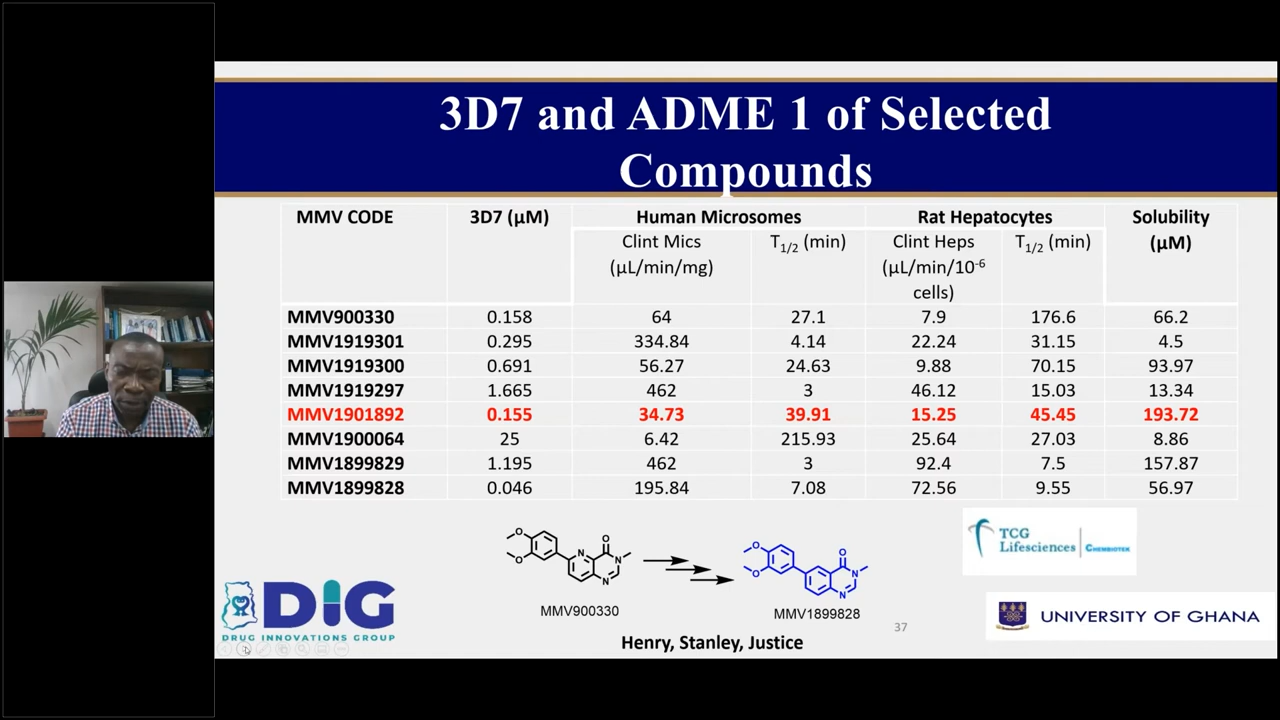 3D7 and ADME 1 of Selected
Compounds
MMV CODE 3D7 (μM) Human Microsomes Rat Hepatocytes Solubility (μM)
Clint Mics (μL/min/mg) T1/2 (min) Clint Heps (μL/min/10-6 cells) T1/2 (min)
MMV900330 0.158 64 27.1 7.9 176.6 66.2
MMV1919301 0.295 334.84 4.14 22.24 31.15 4.5
MMV1919300 0.691 56.27 24.63 9.88 70.15 93.97
MMV1919297 1.665 462 3 46.12 15.03 13.34
MMV1901892 0.155 34.73 39.91 15.25 45.45 193.72
MMV1900064 25 6.42 215.93 25.64 27.03 8.86
MMV1899829 1.195 462 3 92.4 7.5 157.87
MMV1899828 0.046 195.84 7.08 72.56 9.55 56.97
O O N O N N
O O O N N
MMV900330
MMV1899828
TCG
Lifesciences CHEMBIOTEK
DIG
DRUG INNOVATIONS GROUP
UNIVERSITY OF GHANA
37
Henry, Stanley, Justice